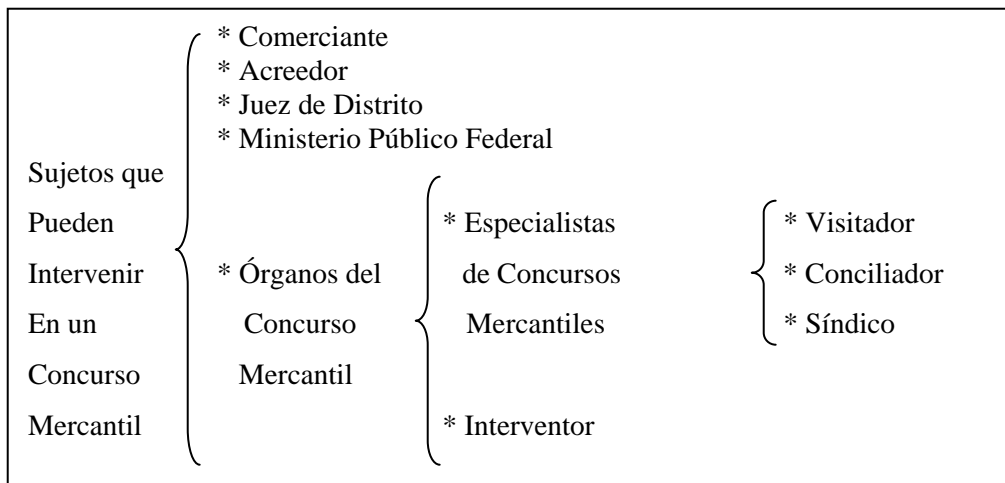 * Comerciante
* Acreedor
* Juez de Distrito
* Ministerio Público Federal
Sujetos que
Pueden
Intervenir
En un
Concurso
Mercantil
* Órganos del
Concurso
Mercantil
* Especialistas
de Concursos
Mercantiles
* Interventor
* Visitador
* Conciliador
* Síndico